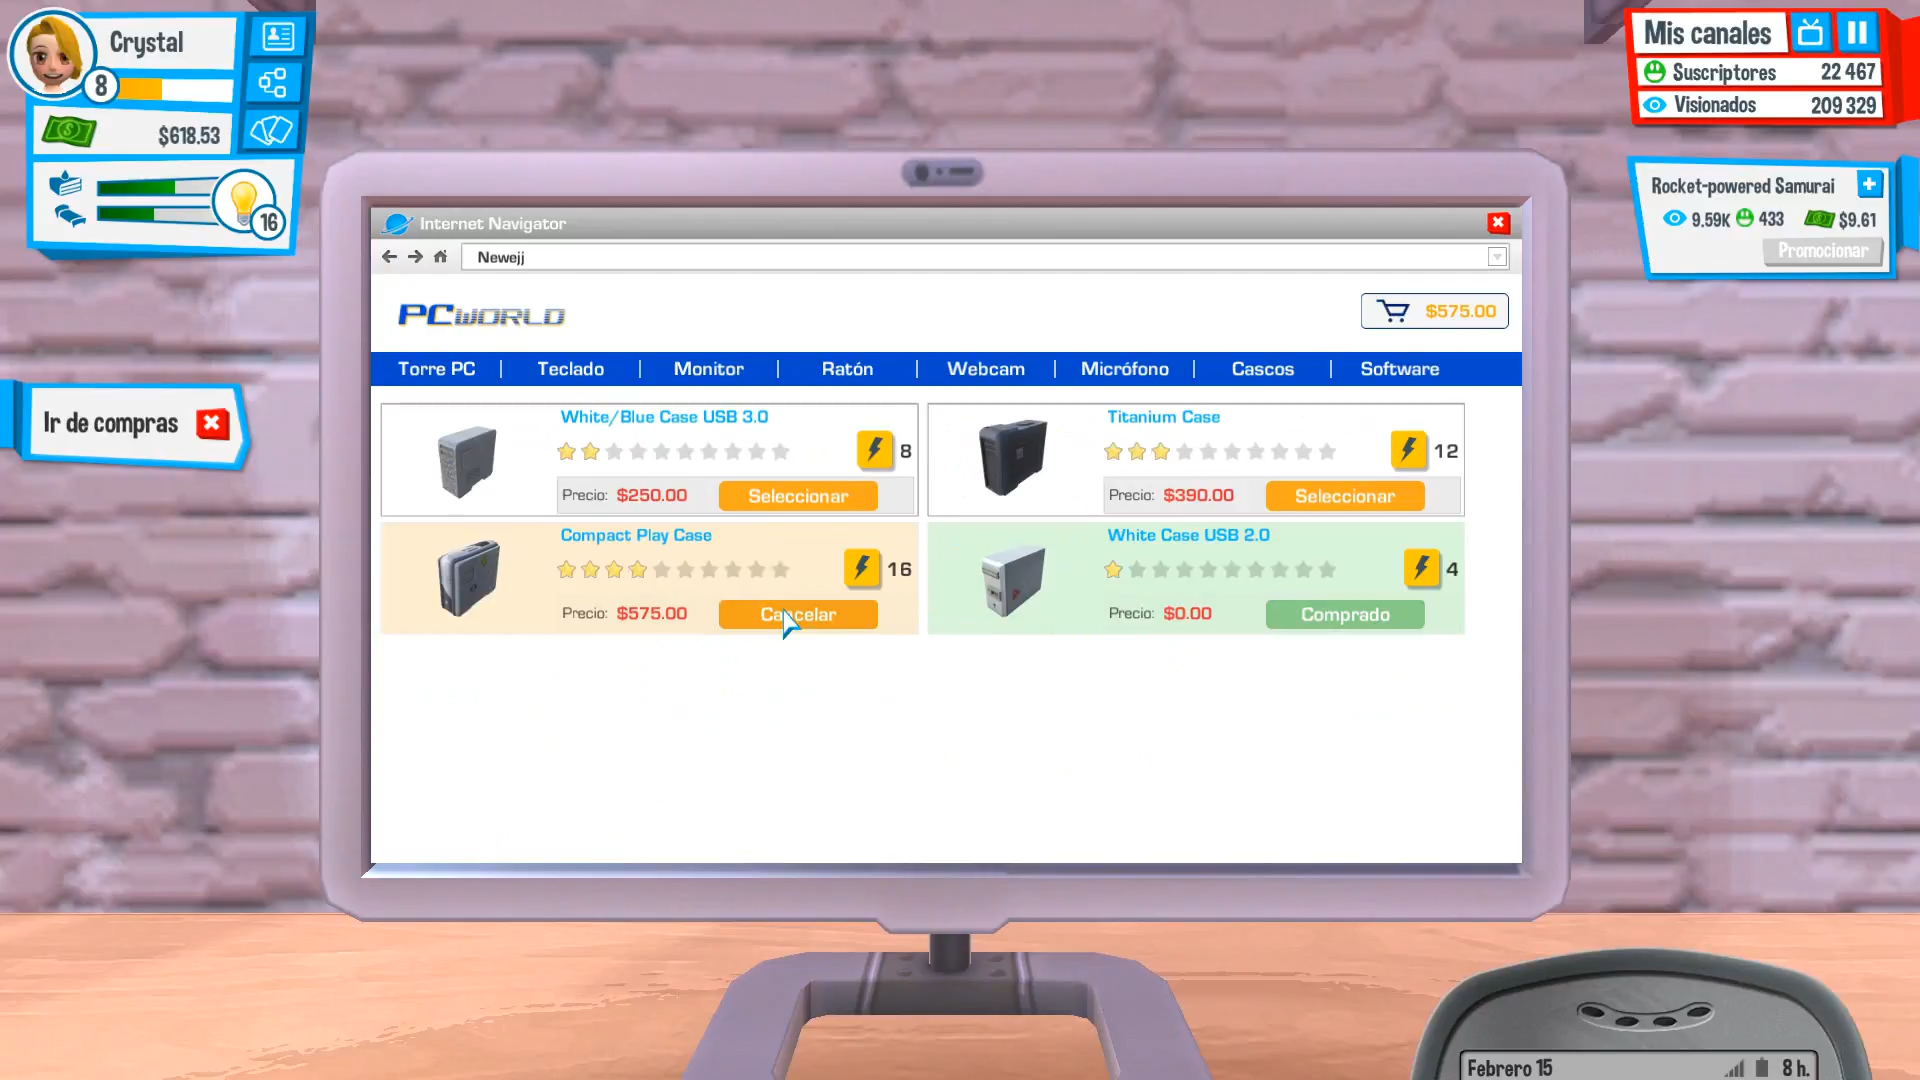 Crystal
8
$618.53
16
Mis canales
Suscriptores 22 467
Visionados 209 329
Rocket-powered Samurai
9.59K 433 $9.61
Promocionar
Ir de compras
Internet Navigator
Newejj
PCWORLD
$575.00
Torre PC | Teclado | Monitor | Ratón | Webcam | Micrófono | Cascos | Software
White/Blue Case USB 3.0
8
Precio: $250.00 Seleccionar
Titanium Case
12
Precio: $390.00 Seleccionar
Compact Play Case
16
Precio: $575.00 Cancelar
White Case USB 2.0
4
Precio: $0.00 Comprado
Febrero 15 8 h.